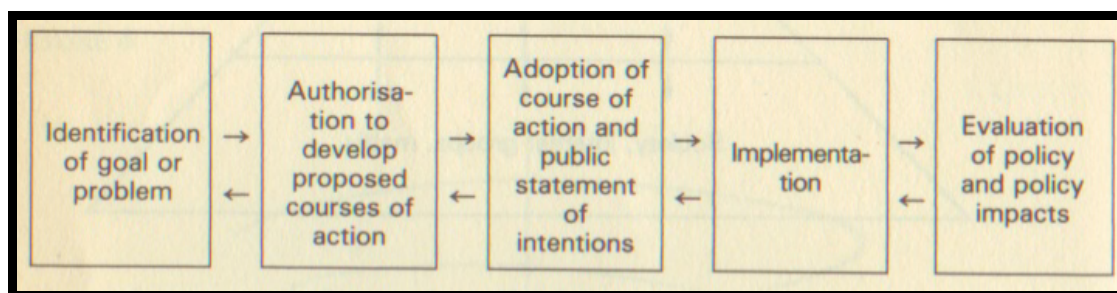 Identification
of goal or
problem
Authorisa-
tion to
develop
proposed
courses of
action
Adoption of
course of
action and
public
statement
of
intentions
Implementa-
tion
Evaluation
of policy
and policy
impacts